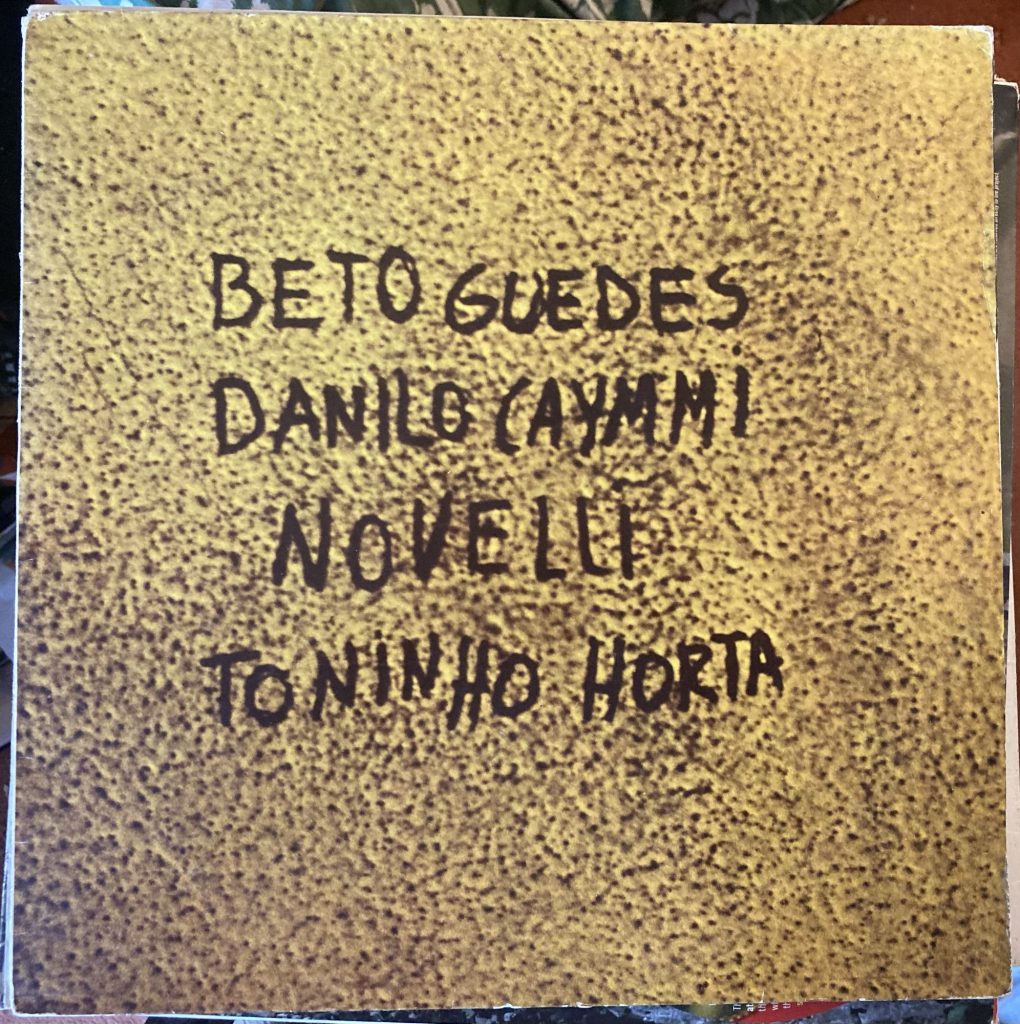 BETO GUEDES
DANILO CAYMMI
NOVELLI
TONINHO HORTA